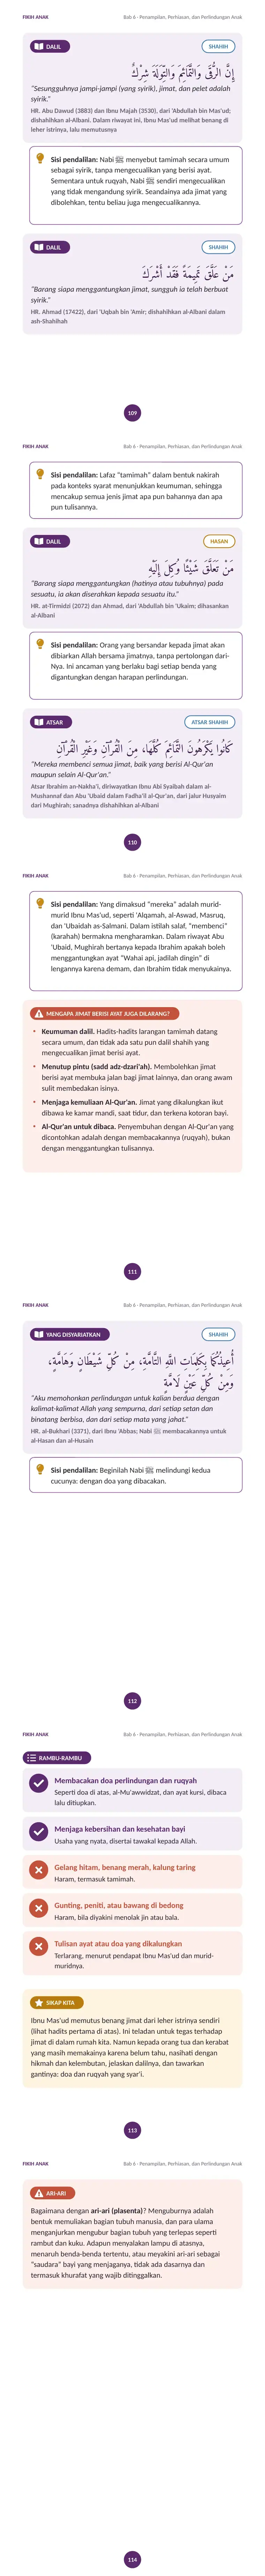 FIKIH ANAK
Bab 6 · Penampilan, Perhiasan, dan Perlindungan Anak
DALIL
SHAHIH
إِنَّ الرُّقَى وَالتَّمَائِمَ وَالتِّوَلَةَ شِرْكٌ
"Sesungguhnya jampi-jampi (yang syirik), jimat, dan pelet adalah
syirik."
HR. Abu Dawud (3883) dan Ibnu Majah (3530), dari 'Abdullah bin Mas'ud;
dishahihkan al-Albani. Dalam riwayat ini, Ibnu Mas'ud melihat benang di
leher istrinya, lalu memutusnya
Sisi pendalilan: Nabi ﷺ menyebut tamimah secara umum
sebagai syirik, tanpa mengecualikan yang berisi ayat.
Sementara untuk ruqyah, Nabi ﷺ sendiri mengecualikan
yang tidak mengandung syirik. Seandainya ada jimat yang
dibolehkan, tentu beliau juga mengecualikannya.
DALIL
SHAHIH
مَنْ عَلَّقَ تَمِيمَةً فَقَدْ أَشْرَكَ
"Barang siapa menggantungkan jimat, sungguh ia telah berbuat
syirik."
HR. Ahmad (17422), dari 'Uqbah bin 'Amir; dishahihkan al-Albani dalam
ash-Shahihah
109
FIKIH ANAK
Bab 6 · Penampilan, Perhiasan, dan Perlindungan Anak
Sisi pendalilan: Lafaz "tamimah" dalam bentuk nakirah
pada konteks syarat menunjukkan keumuman, sehingga
mencakup semua jenis jimat apa pun bahannya dan apa
pun tulisannya.
DALIL
HASAN
مَنْ تَعَلَّقَ شَيْئًا وُكِلَ إِلَيْهِ
"Barang siapa menggantungkan (hatinya atau tubuhnya) pada
sesuatu, ia akan diserahkan kepada sesuatu itu."
HR. at-Tirmidzi (2072) dan Ahmad, dari 'Abdullah bin 'Ukaim; dihasankan
al-Albani
Sisi pendalilan: Orang yang bersandar kepada jimat akan
dibiarkan Allah bersama jimatnya, tanpa pertolongan dari-
Nya. Ini ancaman yang berlaku bagi setiap benda yang
digantungkan dengan harapan perlindungan.
ATSAR
ATSAR SHAHIH
كَانُوا يَكْرَهُونَ التَّمَائِمَ كُلَّهَا، مِنَ الْقُرْآنِ وَغَيْرِ الْقُرْآنِ
"Mereka membenci semua jimat, baik yang berisi Al-Qur'an
maupun selain Al-Qur'an."
Atsar Ibrahim an-Nakha'i, diriwayatkan Ibnu Abi Syaibah dalam al-
Mushannaf dan Abu 'Ubaid dalam Fadha'il al-Qur'an, dari jalur Husyaim
dari Mughirah; sanadnya dishahihkan al-Albani
110
FIKIH ANAK
Bab 6 · Penampilan, Perhiasan, dan Perlindungan Anak
Sisi pendalilan: Yang dimaksud "mereka" adalah murid-
murid Ibnu Mas'ud, seperti 'Alqamah, al-Aswad, Masruq,
dan 'Ubaidah as-Salmani. Dalam istilah salaf, "membenci"
(karahah) bermakna mengharamkan. Dalam riwayat Abu
'Ubaid, Mughirah bertanya kepada Ibrahim apakah boleh
menggantungkan ayat "Wahai api, jadilah dingin" di
lengannya karena demam, dan Ibrahim tidak menyukainya.
MENGAPA JIMAT BERISI AYAT JUGA DILARANG?
• Keumuman dalil. Hadits-hadits larangan tamimah datang
secara umum, dan tidak ada satu pun dalil shahih yang
mengecualikan jimat berisi ayat.
• Menutup pintu (sadd adz-dzari'ah). Membolehkan jimat
berisi ayat membuka jalan bagi jimat lainnya, dan orang awam
sulit membedakan isinya.
• Menjaga kemuliaan Al-Qur'an. Jimat yang dikalungkan ikut
dibawa ke kamar mandi, saat tidur, dan terkena kotoran bayi.
• Al-Qur'an untuk dibaca. Penyembuhan dengan Al-Qur'an yang
dicontohkan adalah dengan membacakannya (ruqyah), bukan
dengan menggantungkan tulisannya.
111
FIKIH ANAK
Bab 6 · Penampilan, Perhiasan, dan Perlindungan Anak
YANG DISYARIATKAN
SHAHIH
أُعِيذُكُمَا بِكَلِمَاتِ اللَّهِ التَّامَّةِ، مِنْ كُلِّ شَيْطَانٍ وَهَامَّةٍ،
وَمِنْ كُلِّ عَيْنٍ لَامَّةٍ
"Aku memohonkan perlindungan untuk kalian berdua dengan
kalimat-kalimat Allah yang sempurna, dari setiap setan dan
binatang berbisa, dan dari setiap mata yang jahat."
HR. al-Bukhari (3371), dari Ibnu 'Abbas; Nabi ﷺ membacakannya untuk
al-Hasan dan al-Husain
Sisi pendalilan: Beginilah Nabi ﷺ melindungi kedua
cucunya: dengan doa yang dibacakan.
112
FIKIH ANAK
Bab 6 · Penampilan, Perhiasan, dan Perlindungan Anak
RAMBU-RAMBU
Membacakan doa perlindungan dan ruqyah
Seperti doa di atas, al-Mu'awwidzat, dan ayat kursi, dibaca
lalu ditiupkan.
Menjaga kebersihan dan kesehatan bayi
Usaha yang nyata, disertai tawakal kepada Allah.
Gelang hitam, benang merah, kalung taring
Haram, termasuk tamimah.
Gunting, peniti, atau bawang di bedong
Haram, bila diyakini menolak jin atau bala.
Tulisan ayat atau doa yang dikalungkan
Terlarang, menurut pendapat Ibnu Mas'ud dan murid-
muridnya.
SIKAP KITA
Ibnu Mas'ud memutus benang jimat dari leher istrinya sendiri
(lihat hadits pertama di atas). Ini teladan untuk tegas terhadap
jimat di dalam rumah kita. Namun kepada orang tua dan kerabat
yang masih memakainya karena belum tahu, nasihati dengan
hikmah dan kelembutan, jelaskan dalilnya, dan tawarkan
gantinya: doa dan ruqyah yang syar'i.
113
FIKIH ANAK
Bab 6 · Penampilan, Perhiasan, dan Perlindungan Anak
ARI-ARI
Bagaimana dengan ari-ari (plasenta)? Menguburnya adalah
bentuk memuliakan bagian tubuh manusia, dan para ulama
menganjurkan mengubur bagian tubuh yang terlepas seperti
rambut dan kuku. Adapun menyalakan lampu di atasnya,
menaruh benda-benda tertentu, atau meyakini ari-ari sebagai
"saudara" bayi yang menjaganya, tidak ada dasarnya dan
termasuk khurafat yang wajib ditinggalkan.
114